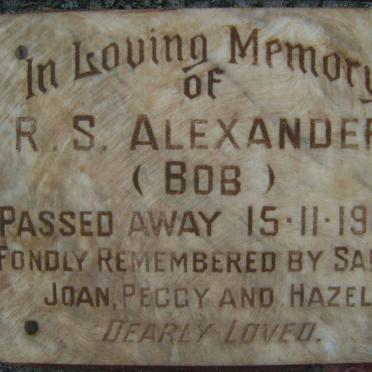 In Loving Memory
OF
R.S. ALEXANDER
( BOB )
PASSED AWAY 15-11-19
FONDLY REMEMBERED BY
JOAN, PEGGY AND HAZEL
DEARLY LOVED.